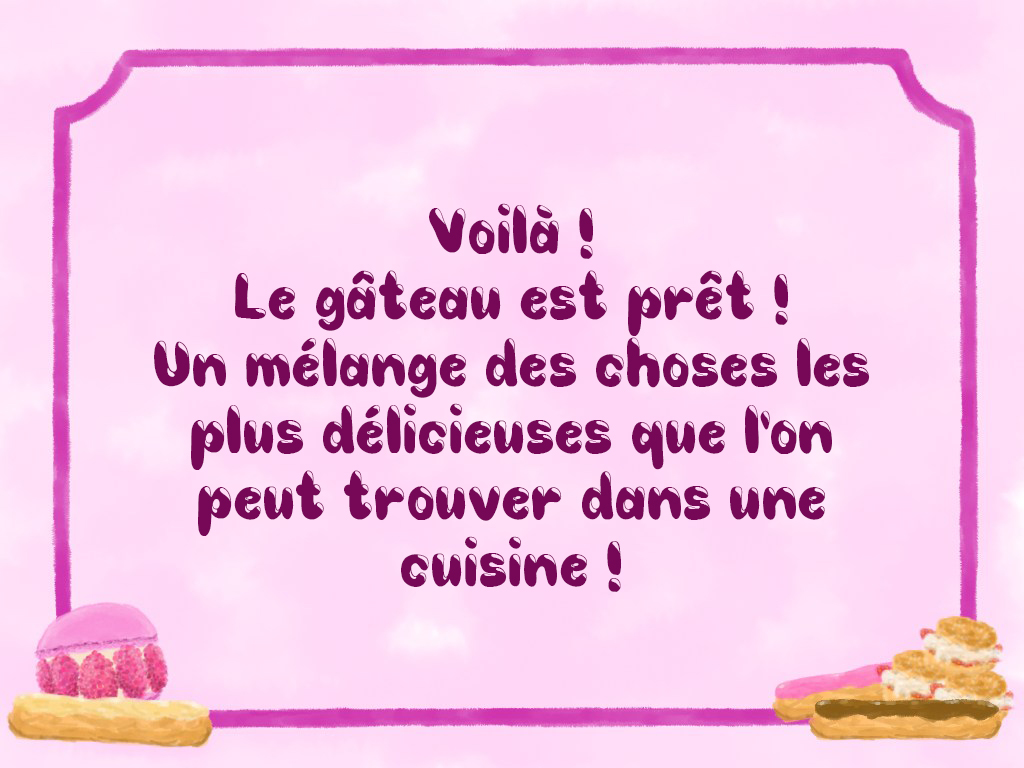 Voilà !
Le gâteau est prêt !
Un mélange des choses les
plus délicieuses que l'on
peut trouver dans une
cuisine !